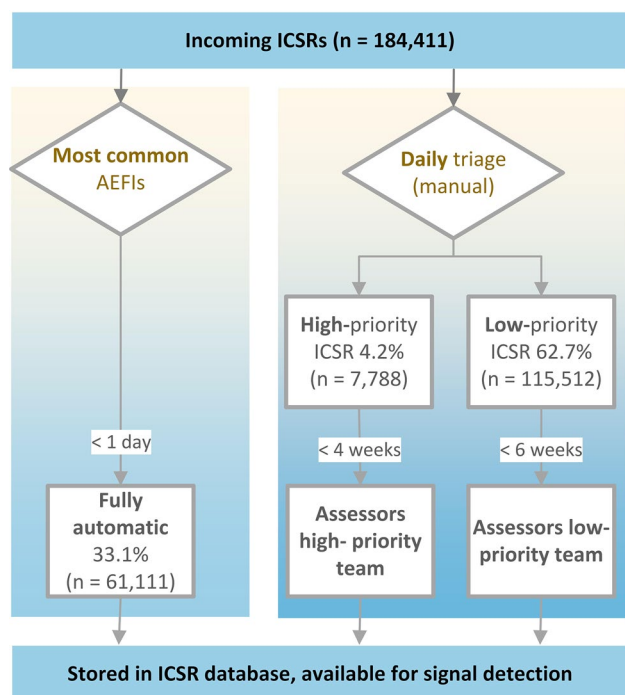 Incoming ICSRs (n = 184,411)
Most common
AEFIs
Daily triage
(manual)
High-priority
ICSR 4.2%
(n = 7,788)
Low-priority
ICSR 62.7%
(n = 115,512)
< 1 day
< 4 weeks
< 6 weeks
Fully
automatic
33.1%
(n = 61,111)
Assessors
high- priority
team
Assessors low-
priority team
Stored in ICSR database, available for signal detection